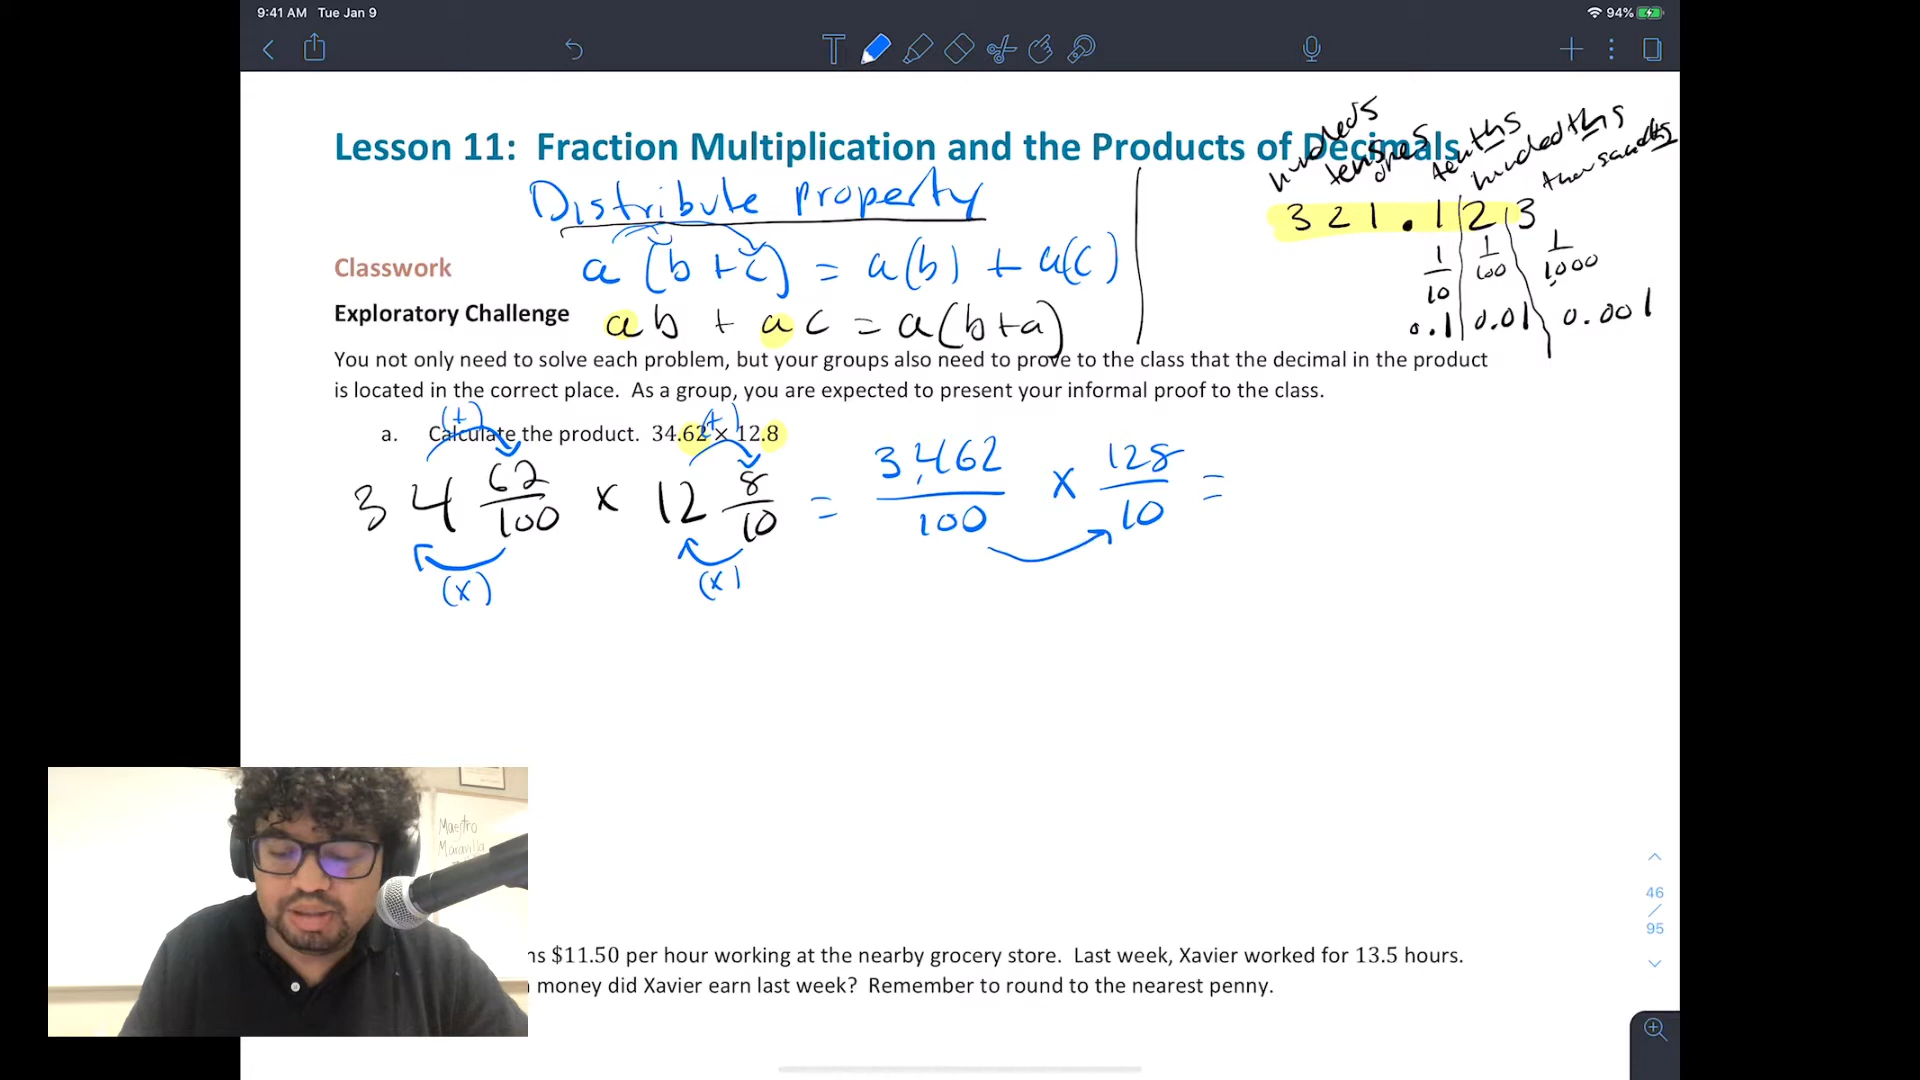 9:41 AM Tue Jan 9
94%
Lesson 11: Fraction Multiplication and the Products of Decimals
hundreds tens ones tenths hundredths thousandths
Distribute property
321.123
Classwork
a(b+c) = a(b) + a(c)
1/10 1/100 1/1000
Exploratory Challenge
ab + ac = a(b+a)
0.1 0.01 0.001
You not only need to solve each problem, but your groups also need to prove to the class that the decimal in the product
is located in the correct place. As a group, you are expected to present your informal proof to the class.
(+) (+)
a. Calculate the product. 34.62 × 12.8
34 62/100 x 12 8/10 = 3,462/100 x 128/10 =
(x) (x)
Maestro
Maravilla
46
/
95
ns $11.50 per hour working at the nearby grocery store. Last week, Xavier worked for 13.5 hours.
money did Xavier earn last week? Remember to round to the nearest penny.